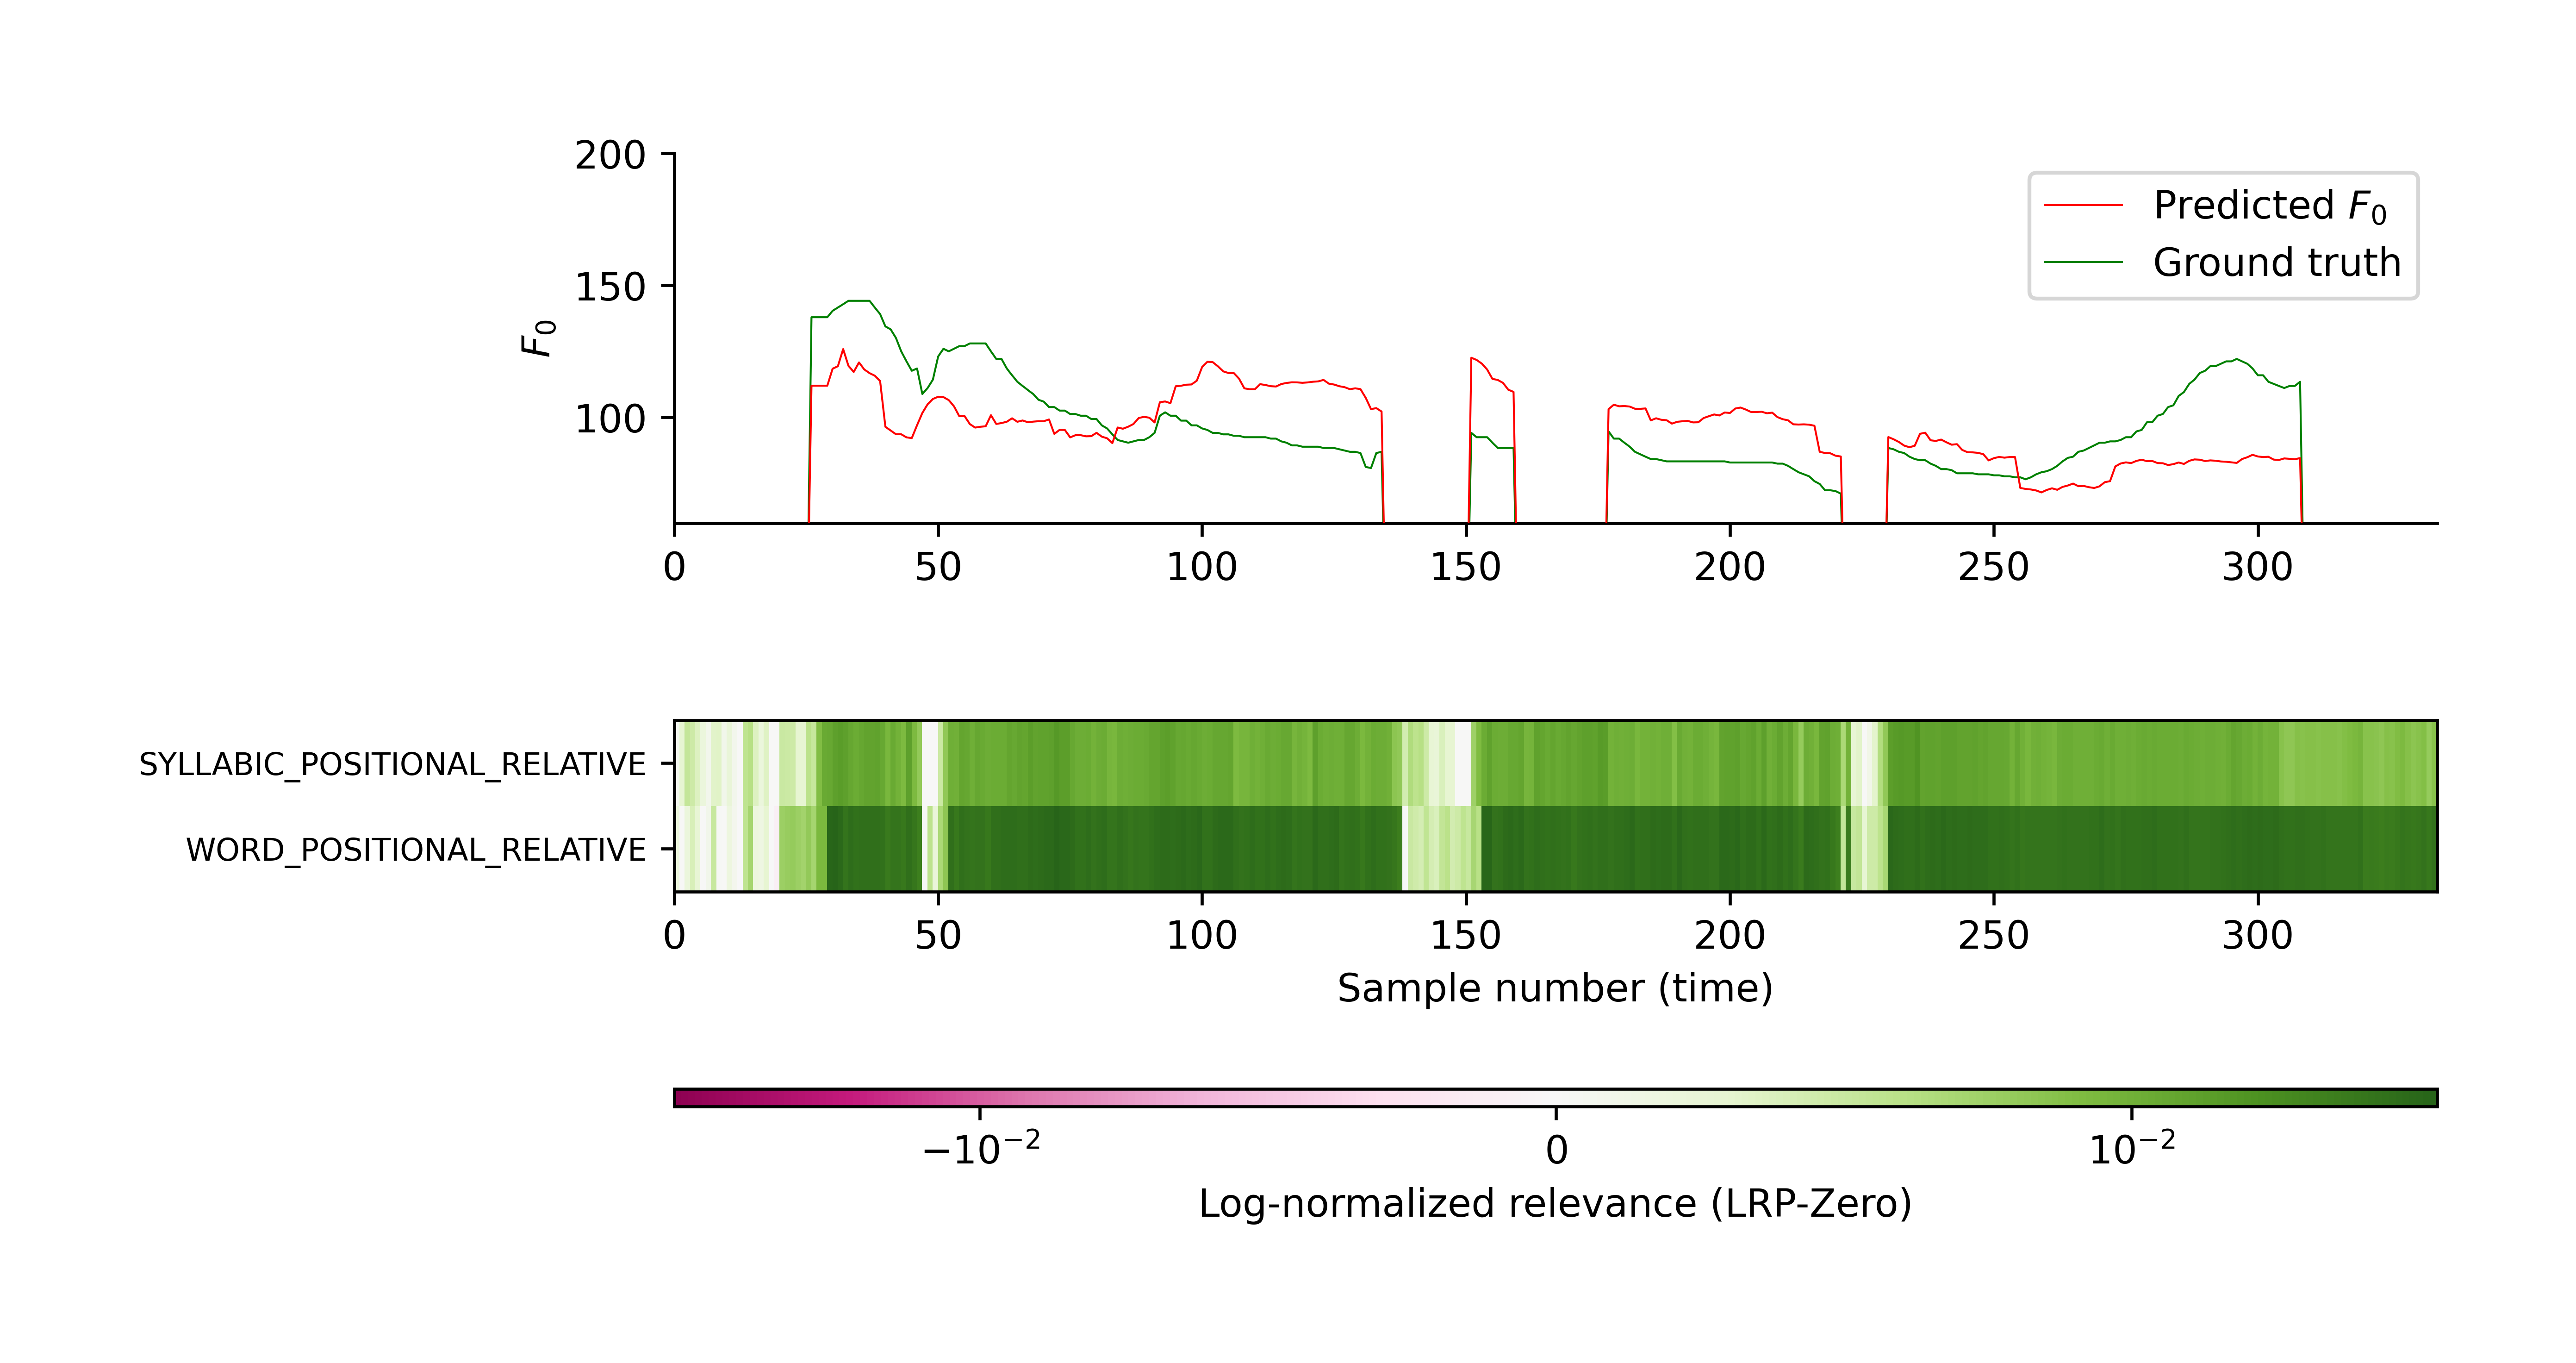 200
150
100
F₀
Predicted F₀
Ground truth
0 50 100 150 200 250 300
SYLLABIC_POSITIONAL_RELATIVE
WORD_POSITIONAL_RELATIVE
0 50 100 150 200 250 300
Sample number (time)
−10⁻² 0 10⁻²
Log-normalized relevance (LRP-Zero)